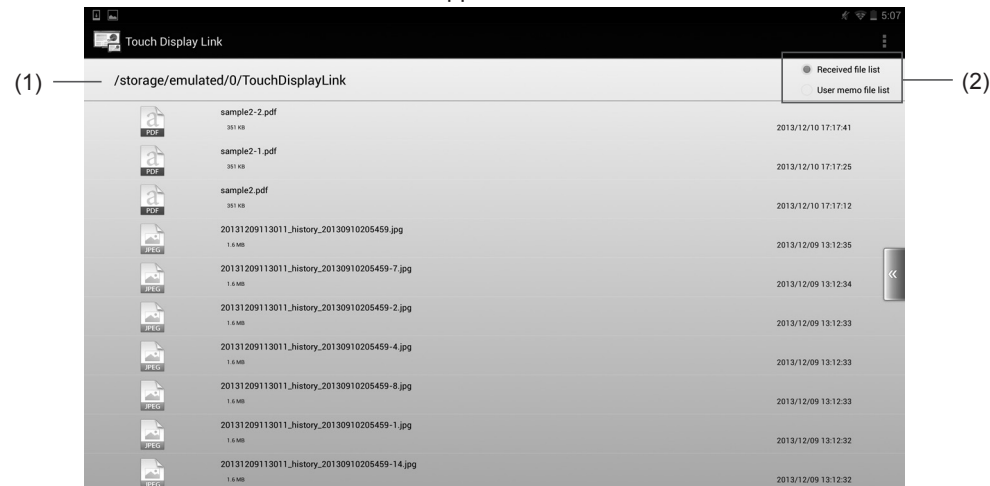 5:07
Touch Display Link
(1)
/storage/emulated/0/TouchDisplayLink
Received file list
User memo file list
(2)
sample2-2.pdf
351 KB
2013/12/10 17:17:41
PDF
sample2-1.pdf
351 KB
2013/12/10 17:17:25
PDF
sample2.pdf
351 KB
2013/12/10 17:17:12
PDF
20131209113011_history_20130910205459.jpg
1.6 MB
2013/12/09 13:12:35
JPEG
20131209113011_history_20130910205459-7.jpg
1.6 MB
2013/12/09 13:12:34
JPEG
20131209113011_history_20130910205459-2.jpg
1.6 MB
2013/12/09 13:12:33
JPEG
20131209113011_history_20130910205459-4.jpg
1.6 MB
2013/12/09 13:12:33
JPEG
20131209113011_history_20130910205459-8.jpg
1.6 MB
2013/12/09 13:12:33
JPEG
20131209113011_history_20130910205459-1.jpg
1.6 MB
2013/12/09 13:12:32
JPEG
20131209113011_history_20130910205459-14.jpg
1.6 MB
2013/12/09 13:12:32
JPEG